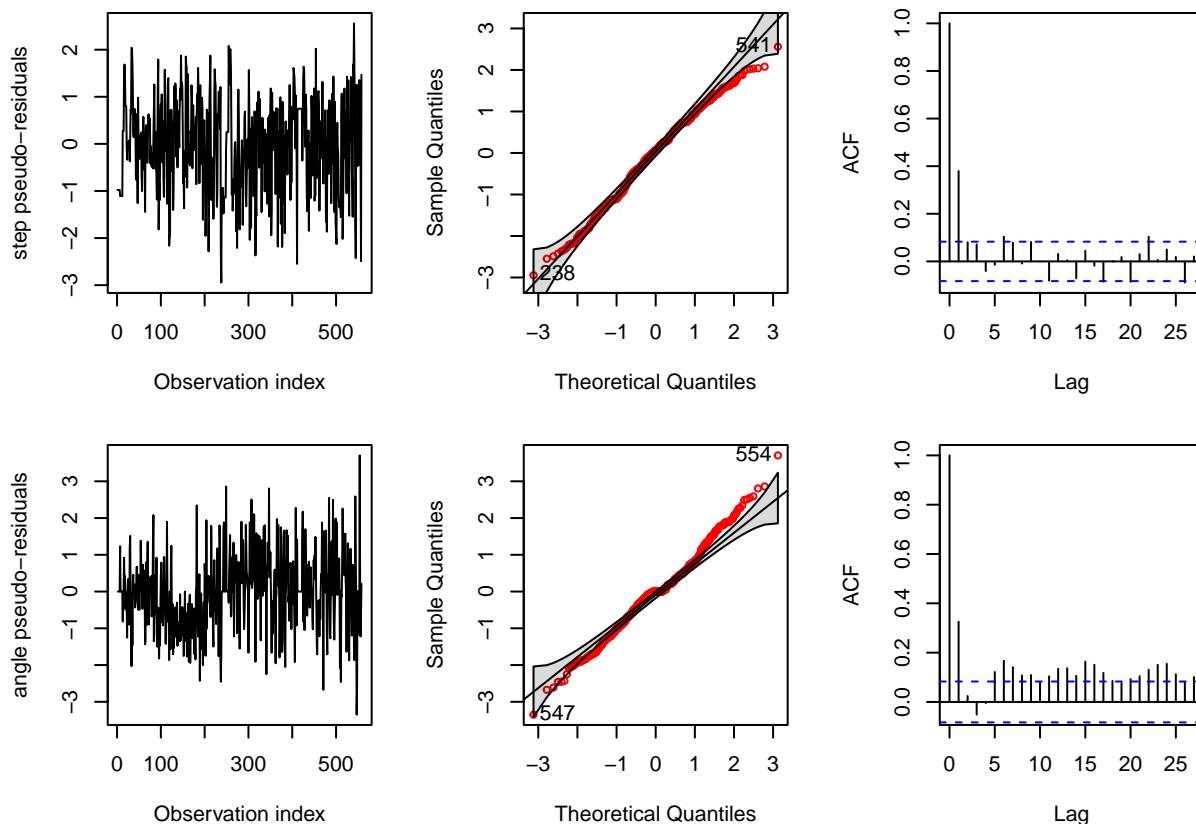 step pseudo−residuals
−3 −2 −1 0 1 2
0 100 300 500
Observation index
Sample Quantiles
−3 −2 −1 0 1 2 3
541
238
−3 −2 −1 0 1 2 3
Theoretical Quantiles
ACF
0.0 0.2 0.4 0.6 0.8 1.0
0 5 10 15 20 25
Lag
angle pseudo−residuals
−3 −2 −1 0 1 2 3
0 100 300 500
Observation index
Sample Quantiles
−3 −2 −1 0 1 2 3
554
547
−3 −2 −1 0 1 2 3
Theoretical Quantiles
ACF
0.0 0.2 0.4 0.6 0.8 1.0
0 5 10 15 20 25
Lag